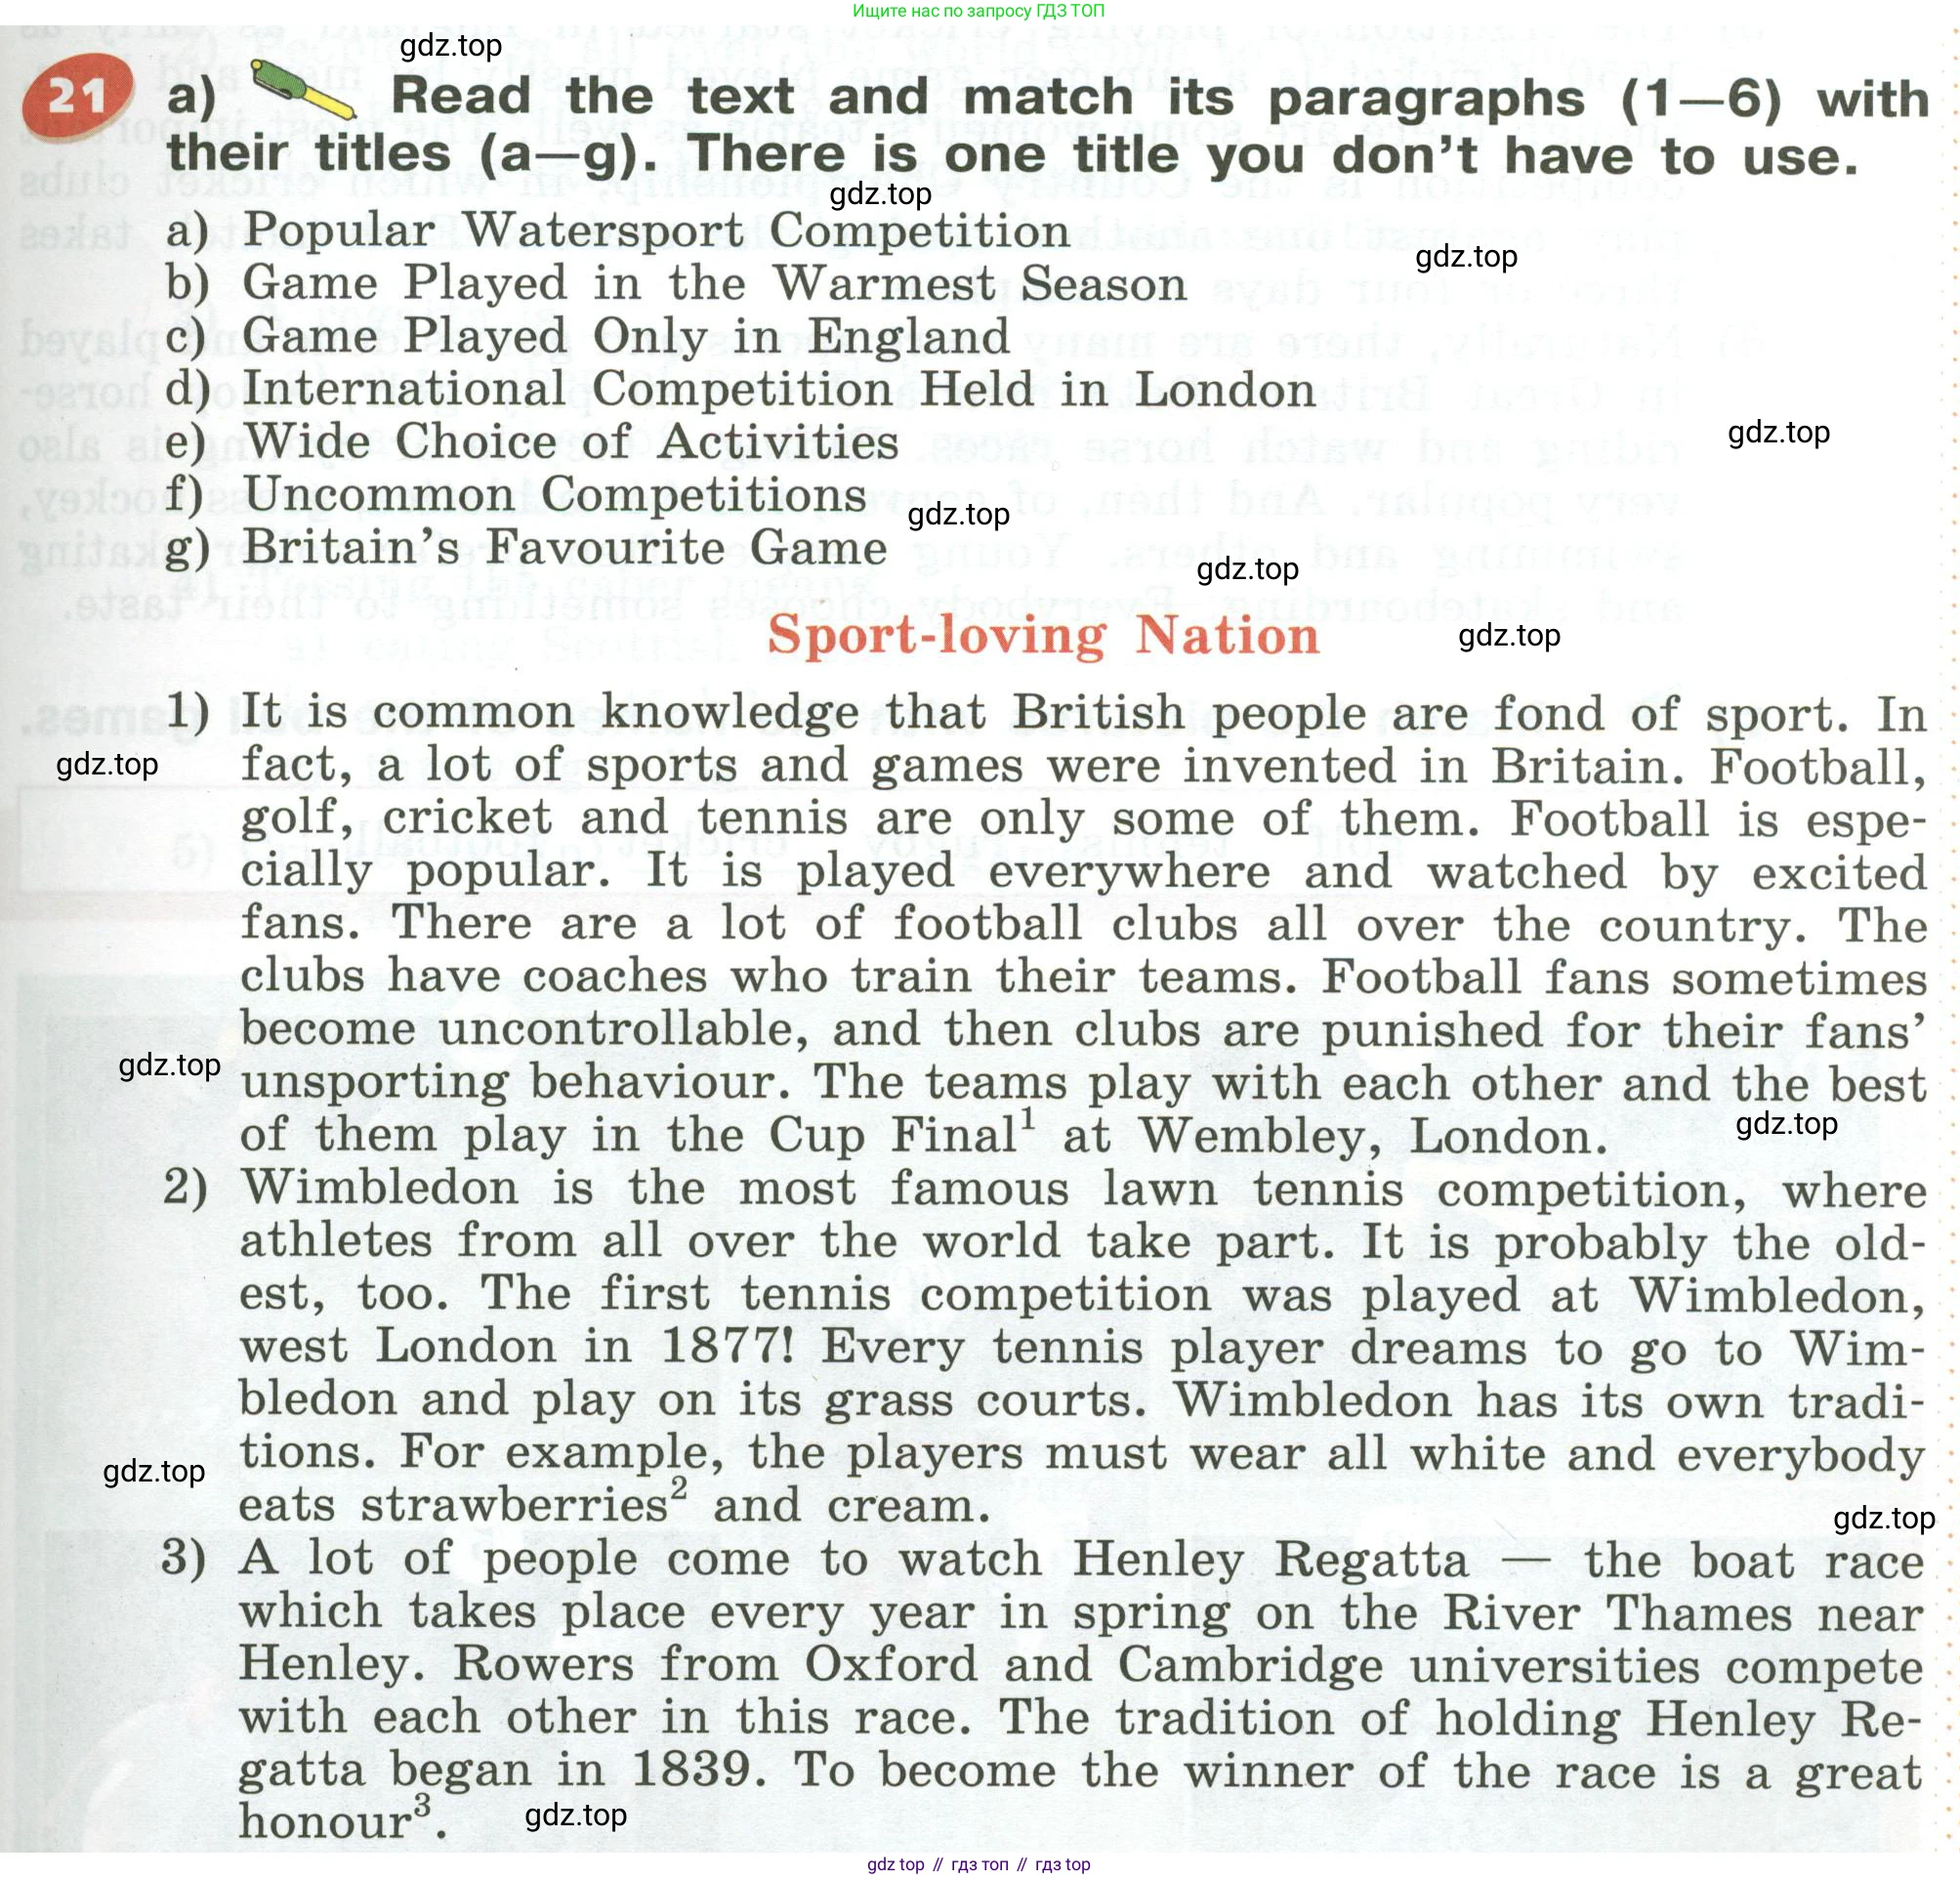 Ищите нас по запросу ГДЗ ТОП
gdz.top
21 a) Read the text and match its paragraphs (1—6) with
their titles (a—g). There is one title you don't have to use.
gdz.top
a) Popular Watersport Competition
gdz.top
b) Game Played in the Warmest Season
c) Game Played Only in England
d) International Competition Held in London
gdz.top
e) Wide Choice of Activities
f) Uncommon Competitions
gdz.top
g) Britain's Favourite Game
gdz.top
Sport-loving Nation
gdz.top
1) It is common knowledge that British people are fond of sport. In
gdz.top
fact, a lot of sports and games were invented in Britain. Football,
golf, cricket and tennis are only some of them. Football is espe-
cially popular. It is played everywhere and watched by excited
fans. There are a lot of football clubs all over the country. The
clubs have coaches who train their teams. Football fans sometimes
become uncontrollable, and then clubs are punished for their fans'
gdz.top
unsporting behaviour. The teams play with each other and the best
of them play in the Cup Final1 at Wembley, London.
gdz.top
2) Wimbledon is the most famous lawn tennis competition, where
athletes from all over the world take part. It is probably the old-
est, too. The first tennis competition was played at Wimbledon,
west London in 1877! Every tennis player dreams to go to Wim-
bledon and play on its grass courts. Wimbledon has its own tradi-
tions. For example, the players must wear all white and everybody
gdz.top
eats strawberries2 and cream.
gdz.top
3) A lot of people come to watch Henley Regatta — the boat race
which takes place every year in spring on the River Thames near
Henley. Rowers from Oxford and Cambridge universities compete
with each other in this race. The tradition of holding Henley Re-
gatta began in 1839. To become the winner of the race is a great
honour3.
gdz.top
gdz top // гдз топ // гдз top